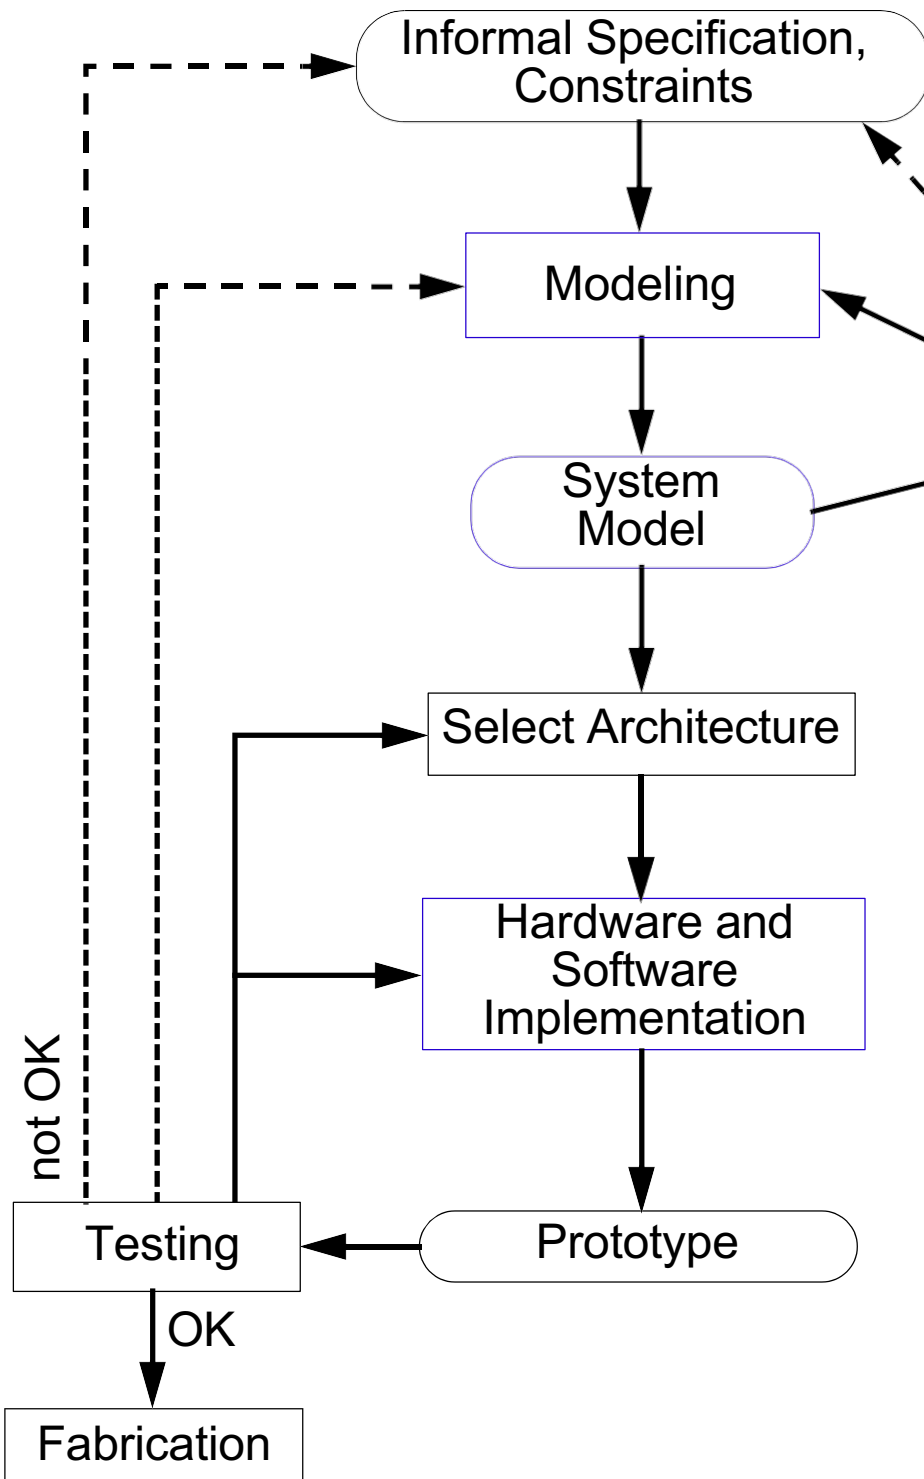 Informal Specification,
Constraints
Modeling
System
Model
Select Architecture
Hardware and
Software
Implementation
not OK
Testing
Prototype
OK
Fabrication